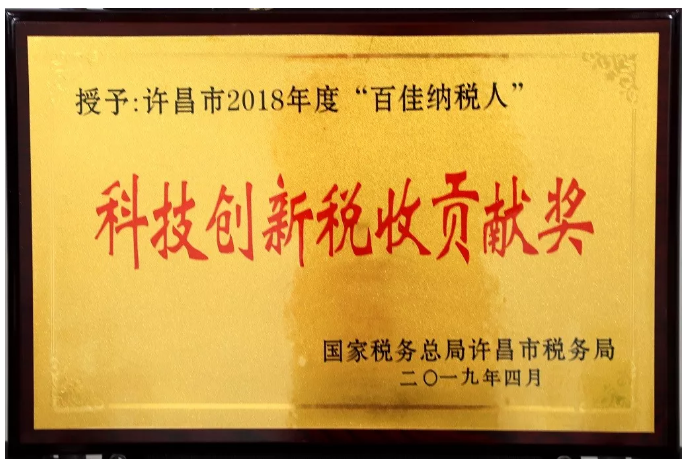 授予:许昌市2018年度“百佳纳税人”
科技创新税收贡献奖
国家税务总局许昌市税务局
二〇一九年四月